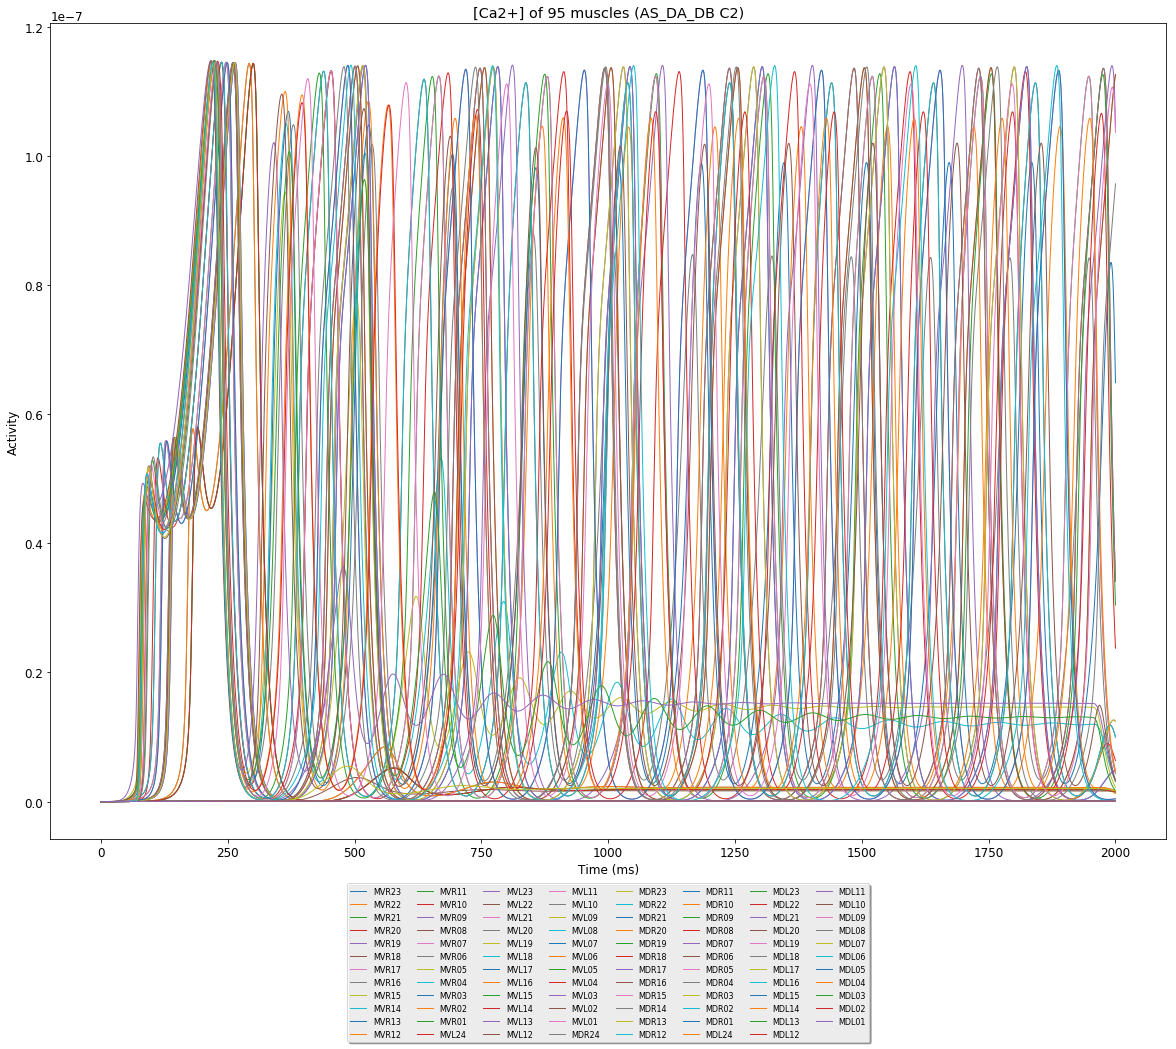 [Ca2+] of 95 muscles (AS_DA_DB C2)
1e−7
1.2
1.0
0.8
0.6
0.4
0.2
0.0
Activity
0 250 500 750 1000 1250 1500 1750 2000
Time (ms)
MVR23 MVR11 MVL23 MVL11 MDR23 MDR11 MDL23 MDL11
MVR22 MVR10 MVL22 MVL10 MDR22 MDR10 MDL22 MDL10
MVR21 MVR09 MVL21 MVL09 MDR21 MDR09 MDL21 MDL09
MVR20 MVR08 MVL20 MVL08 MDR20 MDR08 MDL20 MDL08
MVR19 MVR07 MVL19 MVL07 MDR19 MDR07 MDL19 MDL07
MVR18 MVR06 MVL18 MVL06 MDR18 MDR06 MDL18 MDL06
MVR17 MVR05 MVL17 MVL05 MDR17 MDR05 MDL17 MDL05
MVR16 MVR04 MVL16 MVL04 MDR16 MDR04 MDL16 MDL04
MVR15 MVR03 MVL15 MVL03 MDR15 MDR03 MDL15 MDL03
MVR14 MVR02 MVL14 MVL02 MDR14 MDR02 MDL14 MDL02
MVR13 MVR01 MVL13 MVL01 MDR13 MDR01 MDL13 MDL01
MVR12 MVL24 MVL12 MDR24 MDR12 MDL24 MDL12